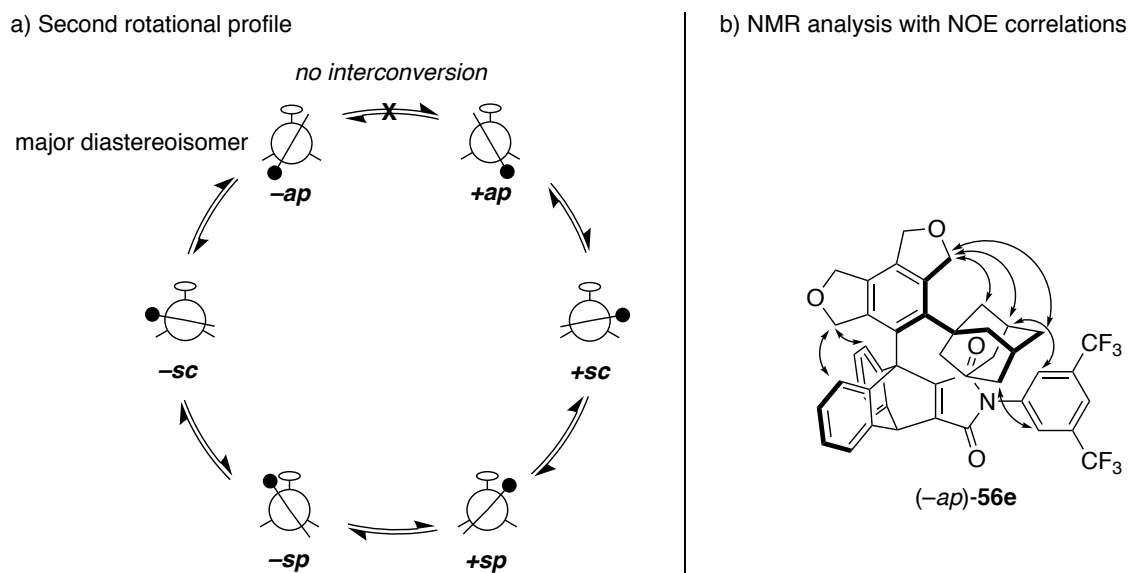 a) Second rotational profile
b) NMR analysis with NOE correlations
no interconversion
X
major diastereoisomer
–ap
+ap
–sc
+sc
–sp
+sp
O
O
O
CF3
N
O
CF3
(–ap)-56e